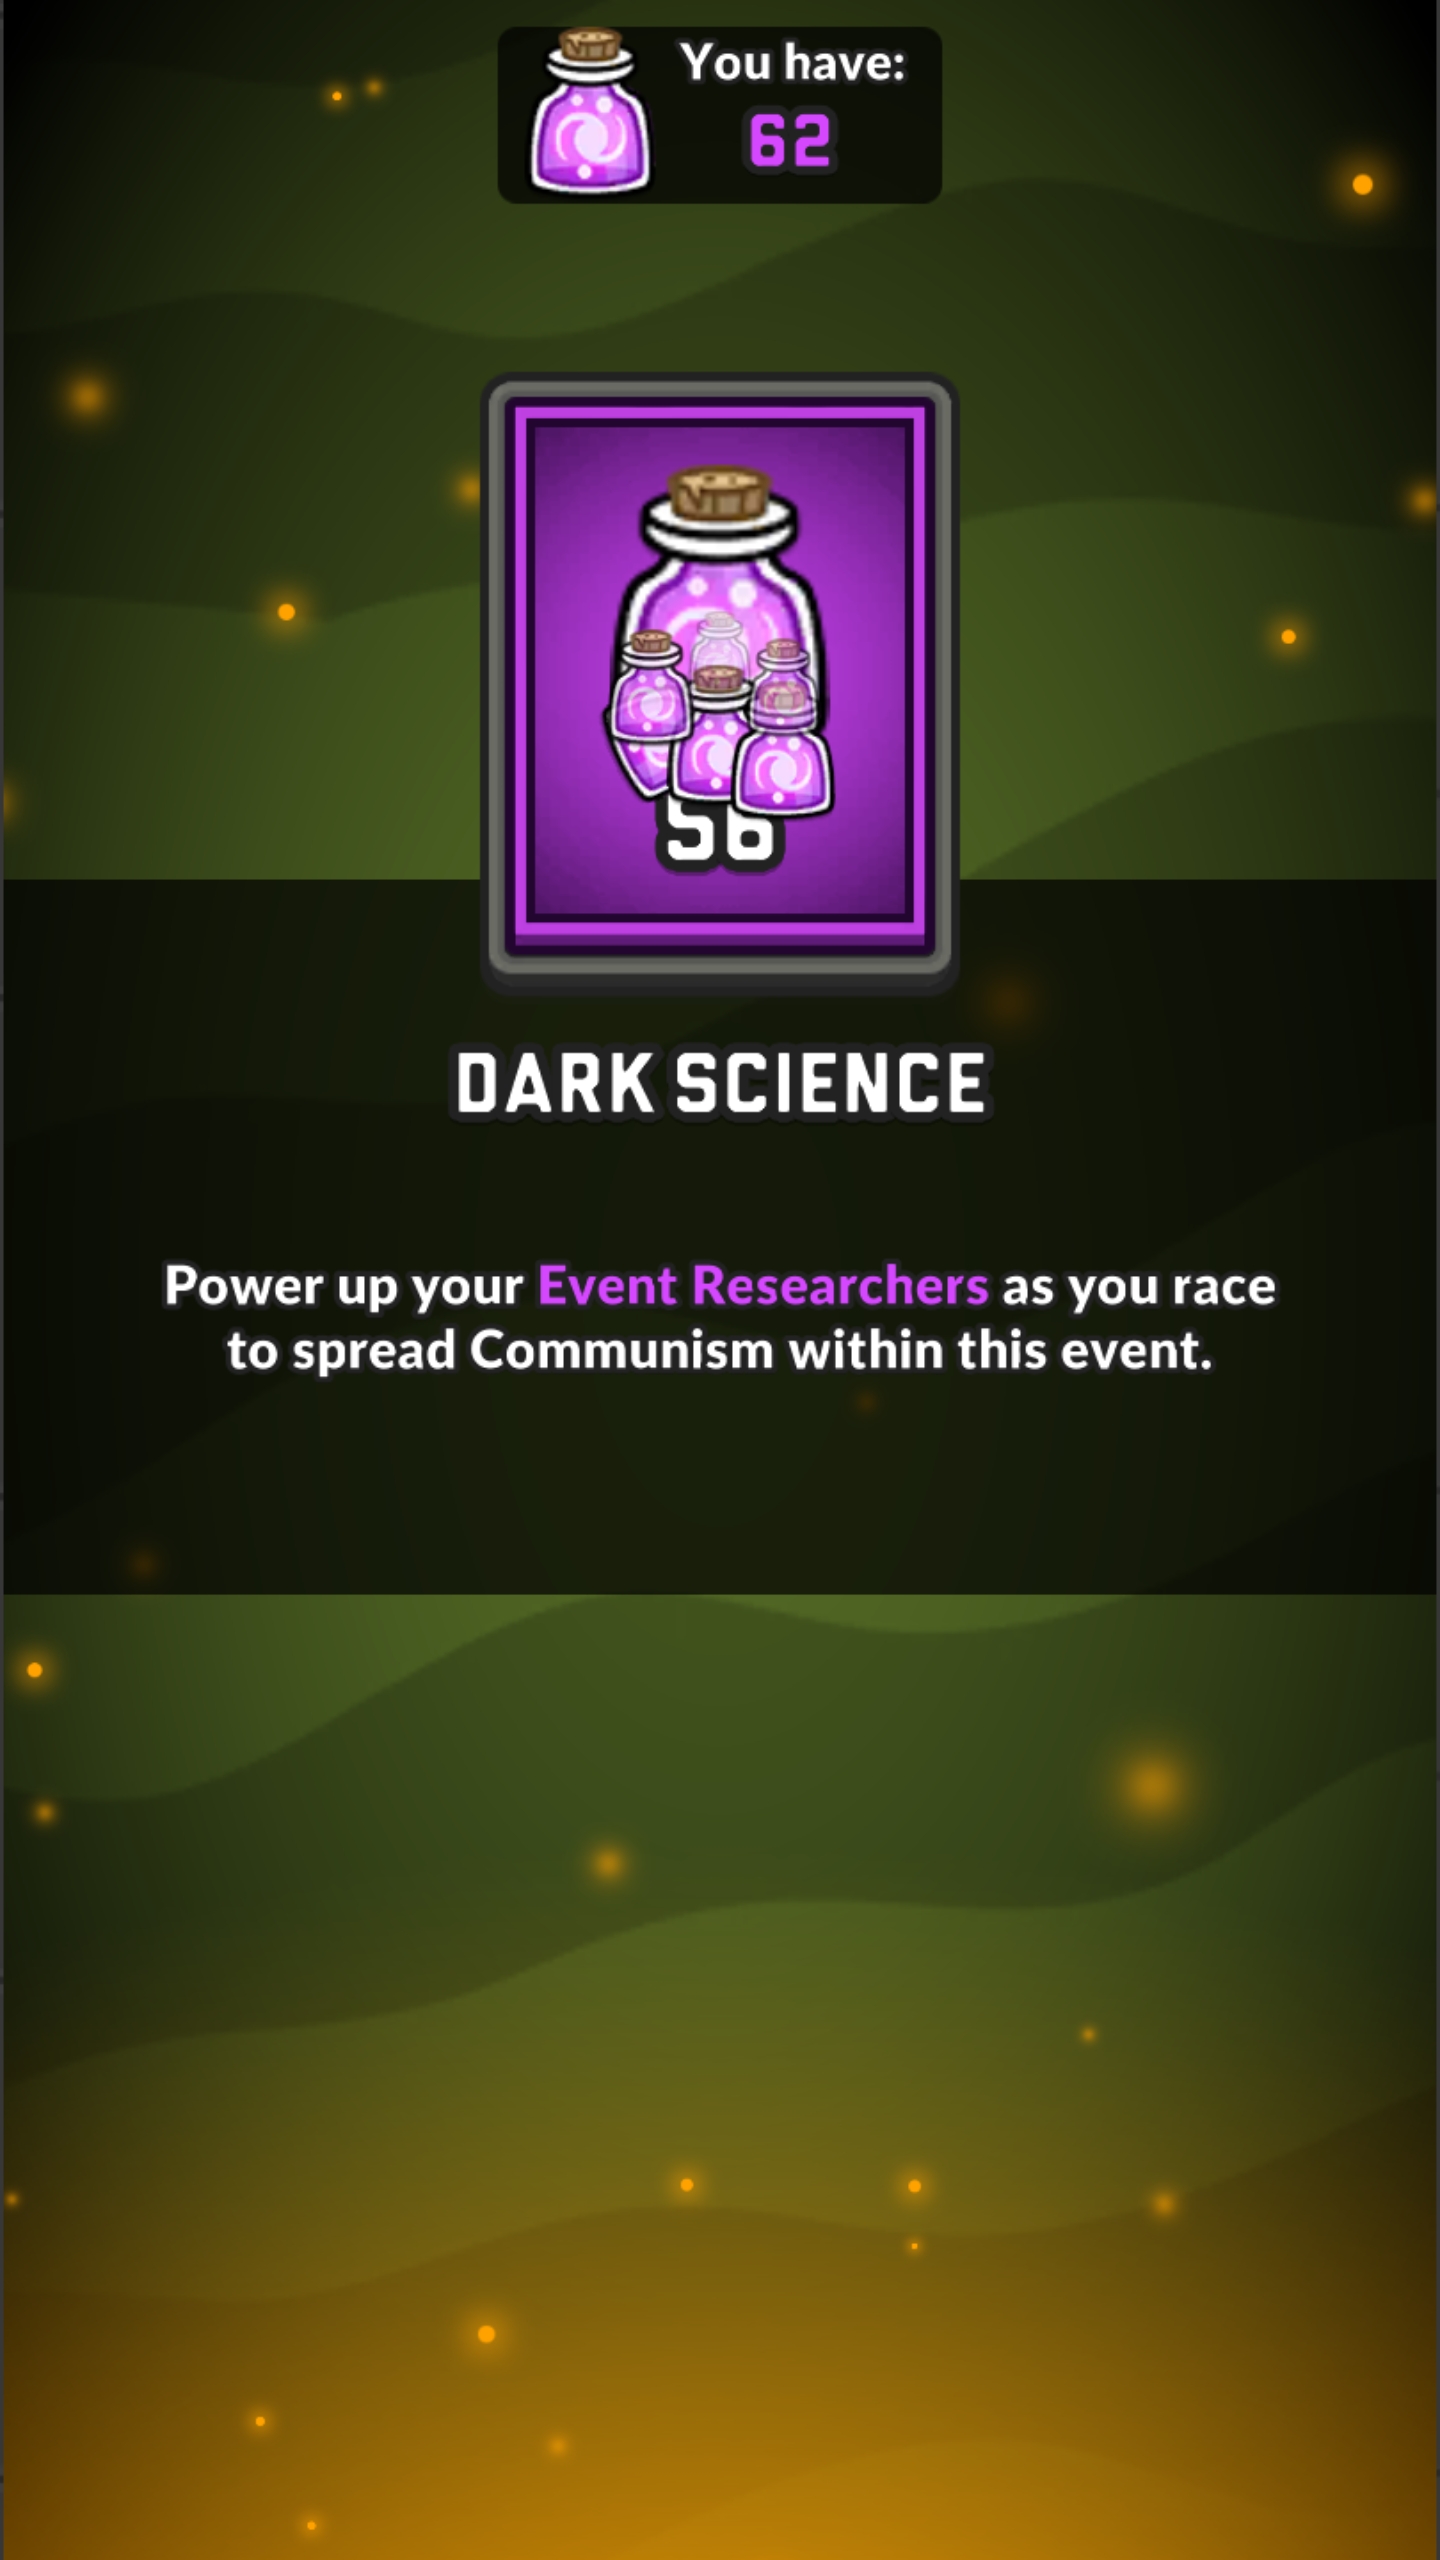 You have:
62
56
DARK SCIENCE
Power up your Event Researchers as you race
to spread Communism within this event.